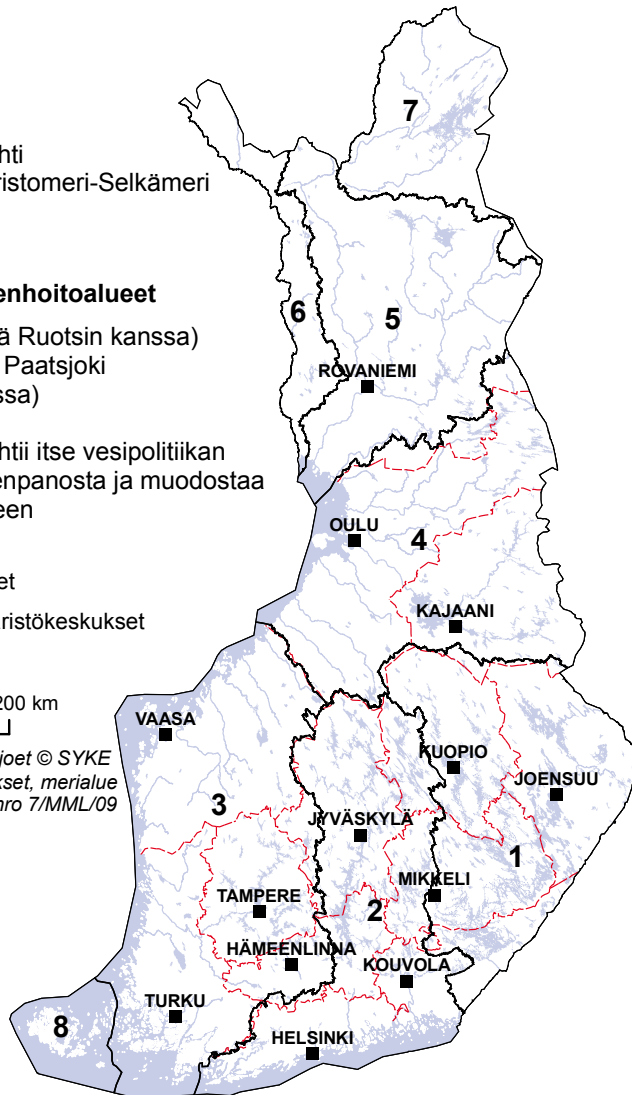 7
hti
ristomeri-Selkämeri
enhoitoalueet
6
5
ä Ruotsin kanssa)
Paatsjoki
ssa)
ROVANIEMI
htii itse vesipolitiikan
enpanosta ja muodostaa
een
OULU
4
et
KAJAANI
aristökeskukset
200 km
VAASA
joet © SYKE
KUOPIO
kset, merialue
JOENSUU
nro 7/MML/09
3
JYVÄSKYLÄ
1
MIKKELI
TAMPERE
2
HÄMEENLINNA
KOUVOLA
TURKU
8
HELSINKI